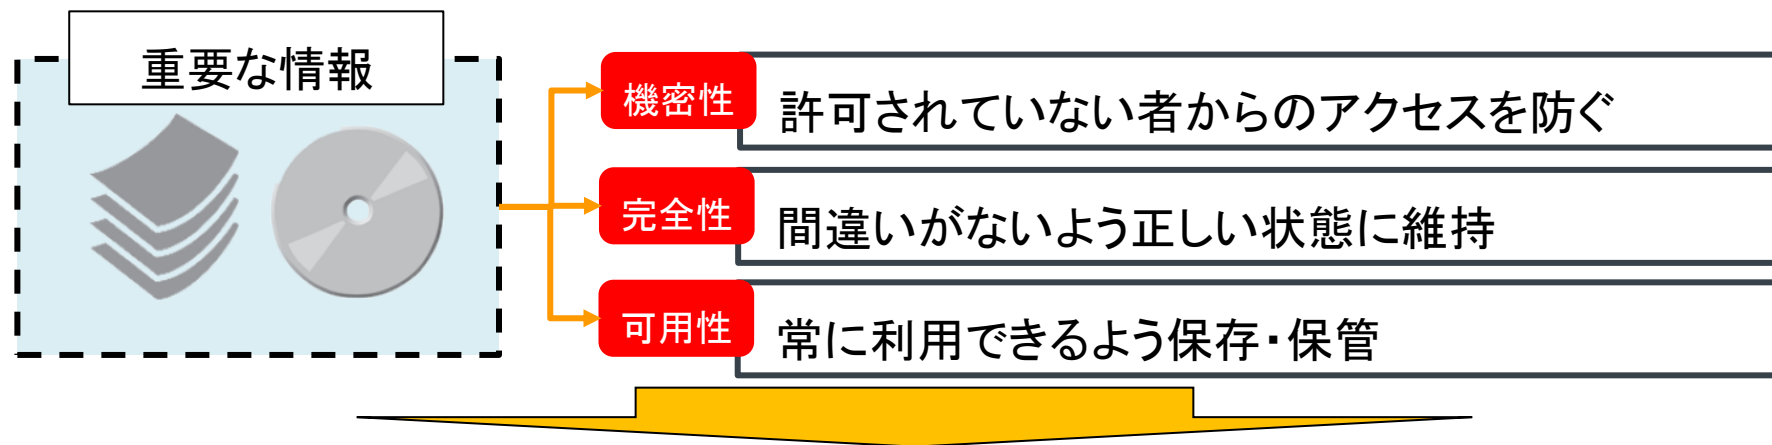 重要な情報
機密性
許可されていない者からのアクセスを防ぐ
完全性
間違いがないよう正しい状態に維持
可用性
常に利用できるよう保存・保管